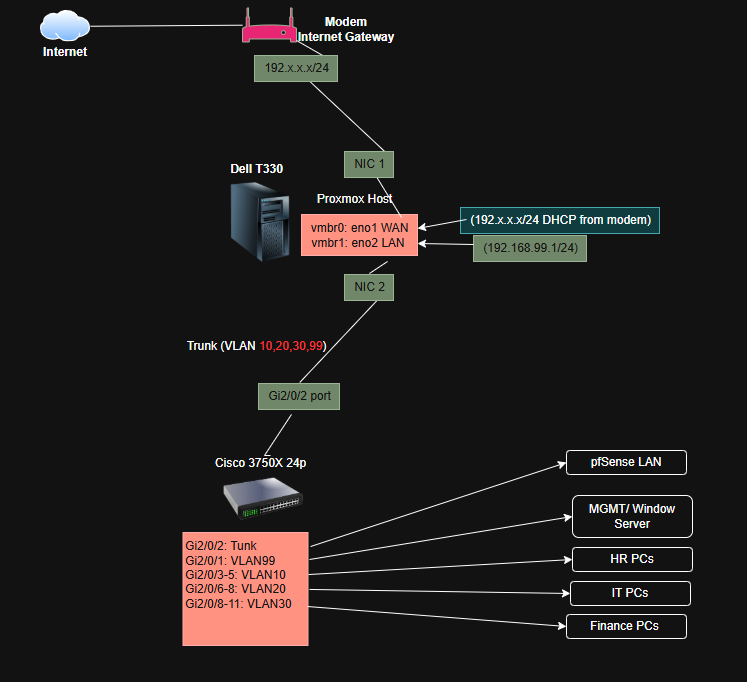 Modem
Internet Gateway
Internet
192.x.x/24
NIC 1
Dell T330
Proxmox Host
vmbr0: eno1 WAN
vmbr1: eno2 LAN
(192.x.x/24 DHCP from modem)
(192.168.99.1/24)
NIC 2
Trunk (VLAN 10,20,30,99)
Gi2/0/2 port
Cisco 3750X 24p
Gi2/0/2: Tunk
Gi2/0/1: VLAN99
Gi2/0/3-5: VLAN10
Gi2/0/6-8: VLAN20
Gi2/0/8-11: VLAN30
pfSense LAN
MGMT/ Window
Server
HR PCs
IT PCs
Finance PCs